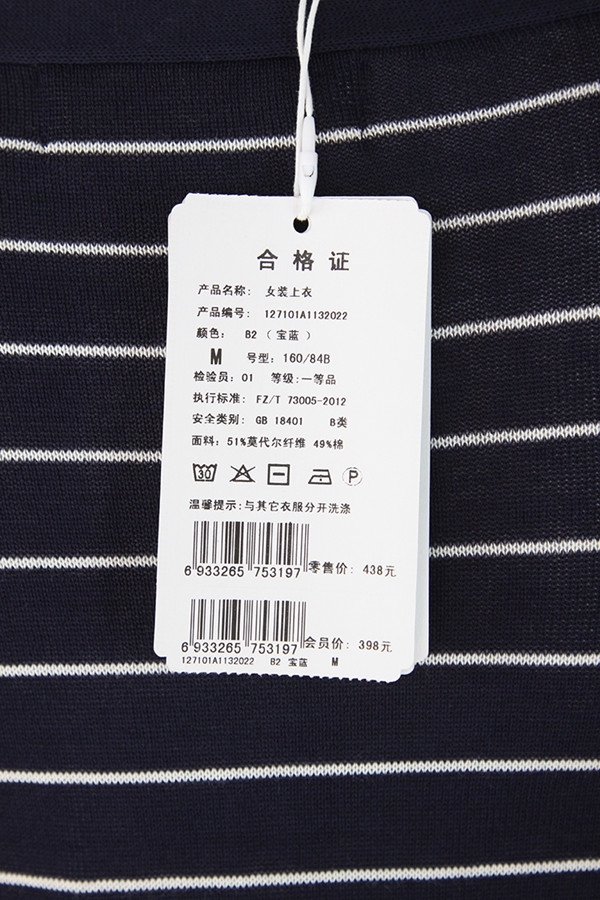 合格证
产品名称: 女装上衣
产品编号: 127101A1132022
颜色: B2 ( 宝蓝 )
M 号型: 160/84B
检验员: 01 等级:一等品
执行标准: FZ/T 73005-2012
安全类别: GB 18401 B类
面料: 51%莫代尔纤维 49%棉
30 P
温馨提示:与其它衣服分开洗涤
6 933265 753197 零售价: 438元
6 933265 753197 会员价: 398元
127101A1132022 B2 宝蓝 M